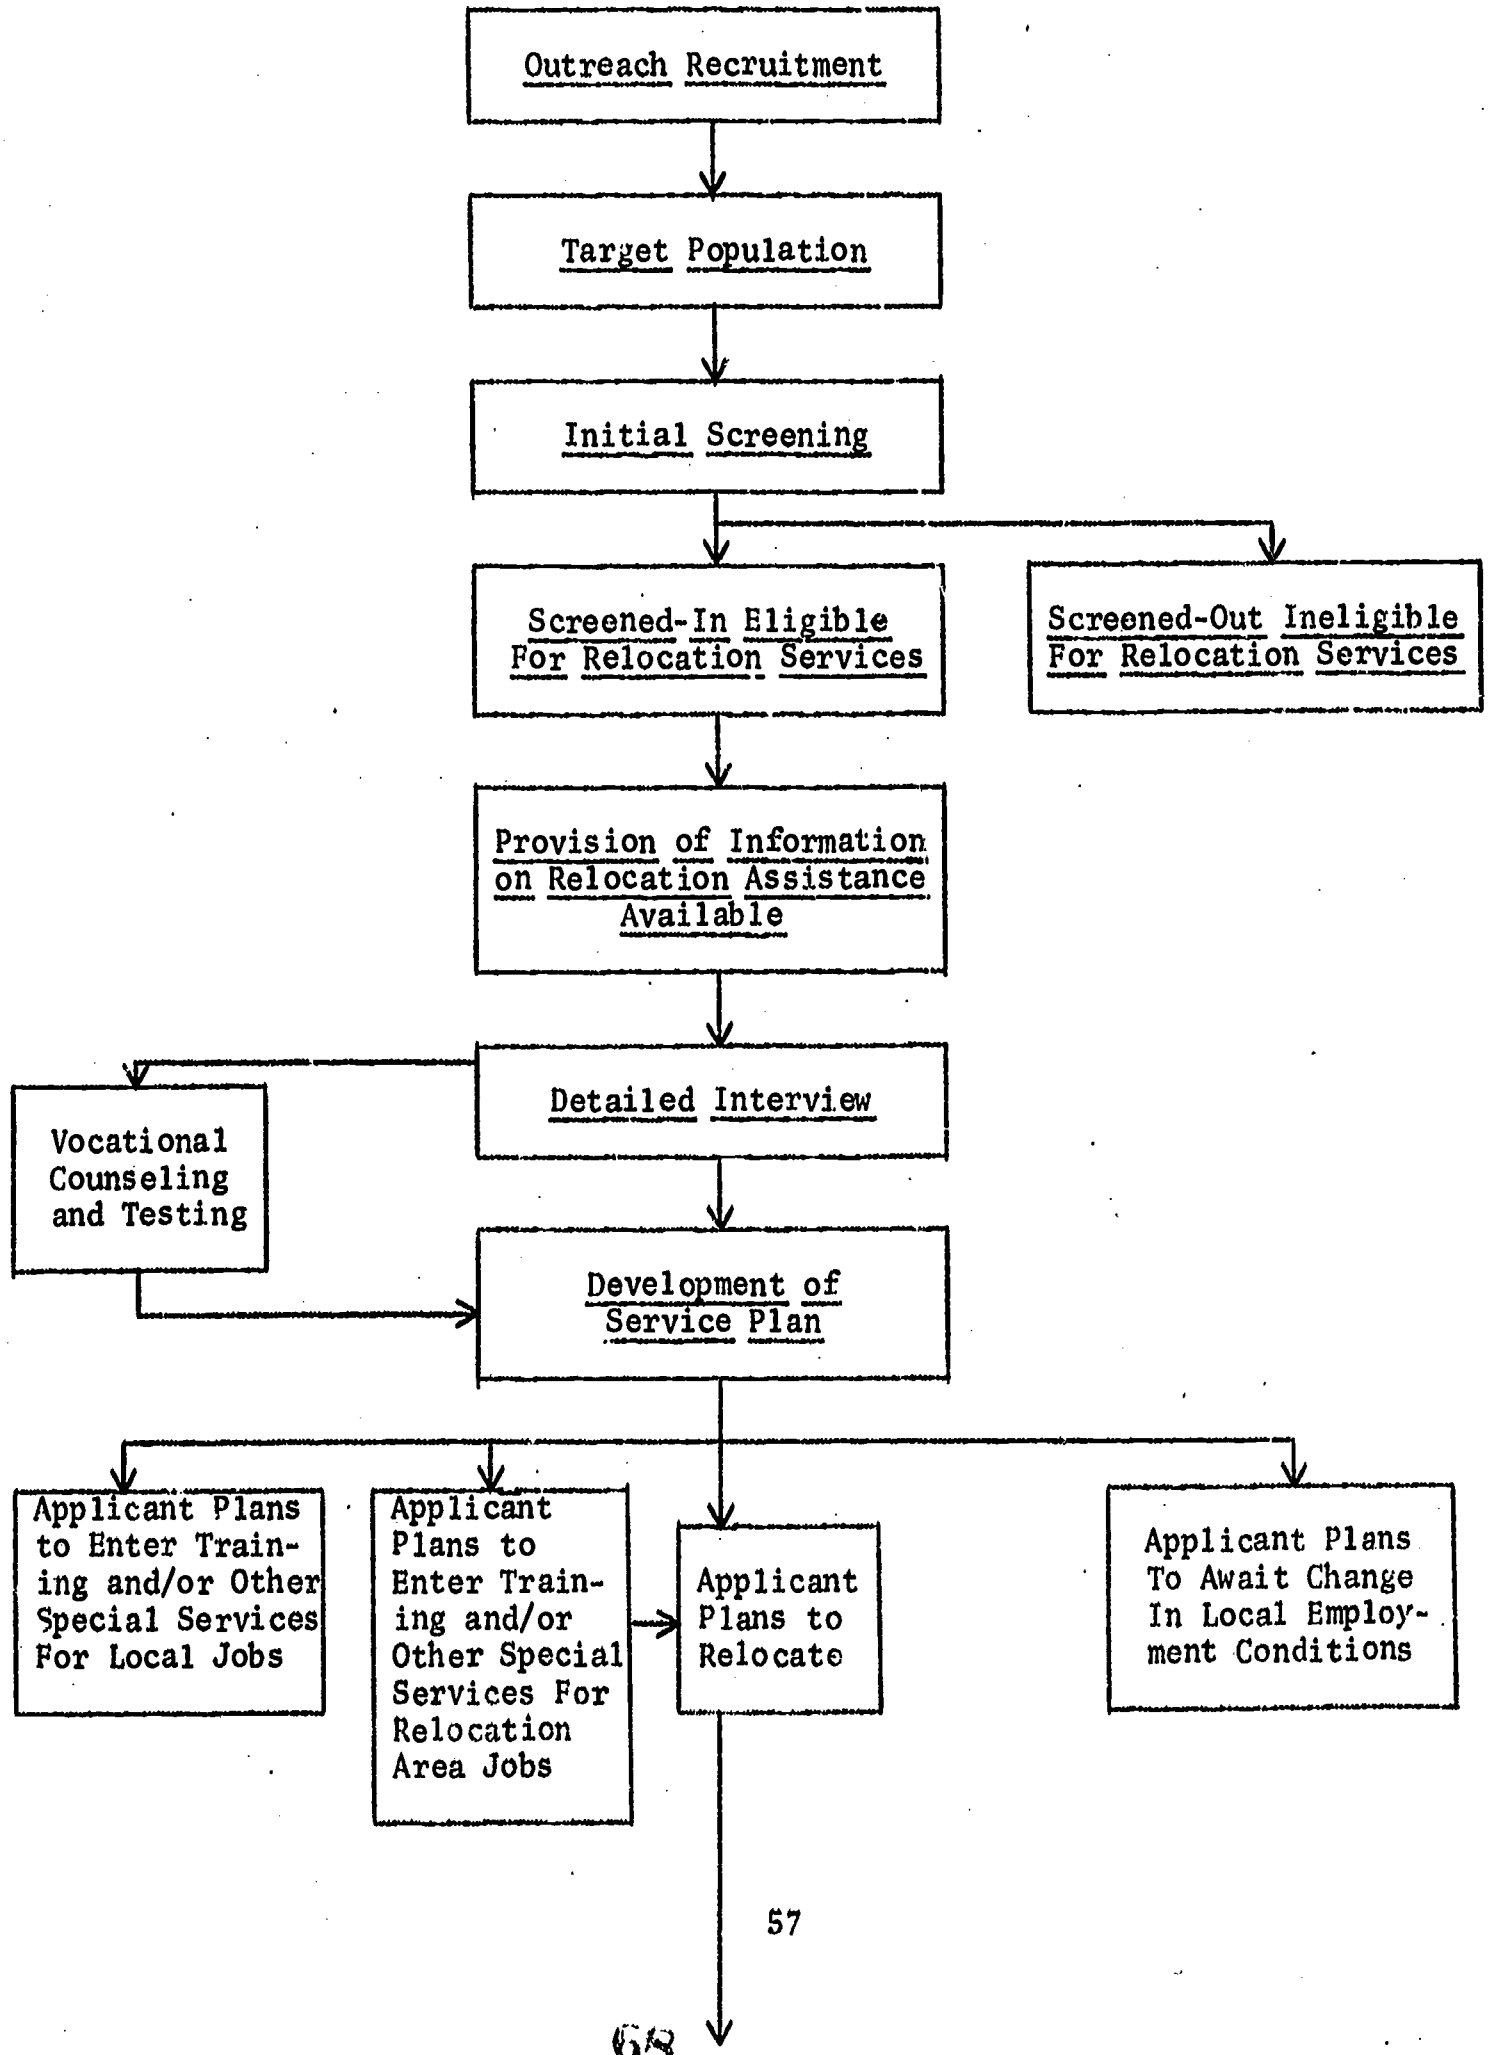 Outreach Recruitment
Target Population
Initial Screening
Screened-In Eligible
For Relocation Services
Screened-Out Ineligible
For Relocation Services
Provision of Information
on Relocation Assistance
Available
Detailed Interview
Vocational
Counseling
and Testing
Development of
Service Plan
Applicant Plans
to Enter Train-
ing and/or Other
Special Services
For Local Jobs
Applicant
Plans to
Enter Train-
ing and/or
Other Special
Services For
Relocation
Area Jobs
Applicant
Plans to
Relocate
Applicant Plans
To Await Change
In Local Employ-
ment Conditions
57